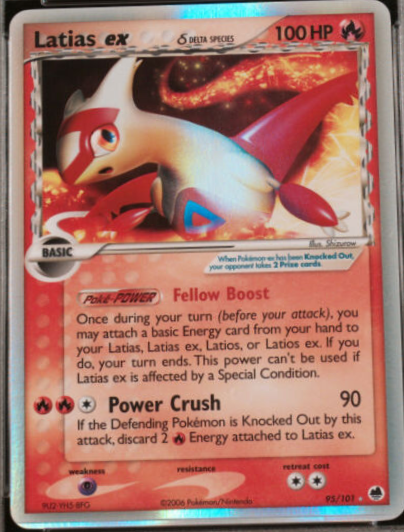 Latias ex δ DELTA SPECIES 100 HP
Illus. Shizurow
BASIC
When Pokémon-ex has been Knocked Out,
your opponent takes 2 Prize cards.
Poké-POWER Fellow Boost
Once during your turn (before your attack), you
may attach a basic Energy card from your hand to
your Latias, Latias ex, Latios, or Latios ex. If you
do, your turn ends. This power can't be used if
Latias ex is affected by a Special Condition.
Power Crush 90
If the Defending Pokémon is Knocked Out by this
attack, discard 2 Energy attached to Latias ex.
weakness resistance retreat cost
©2006 Pokémon/Nintendo 95/101